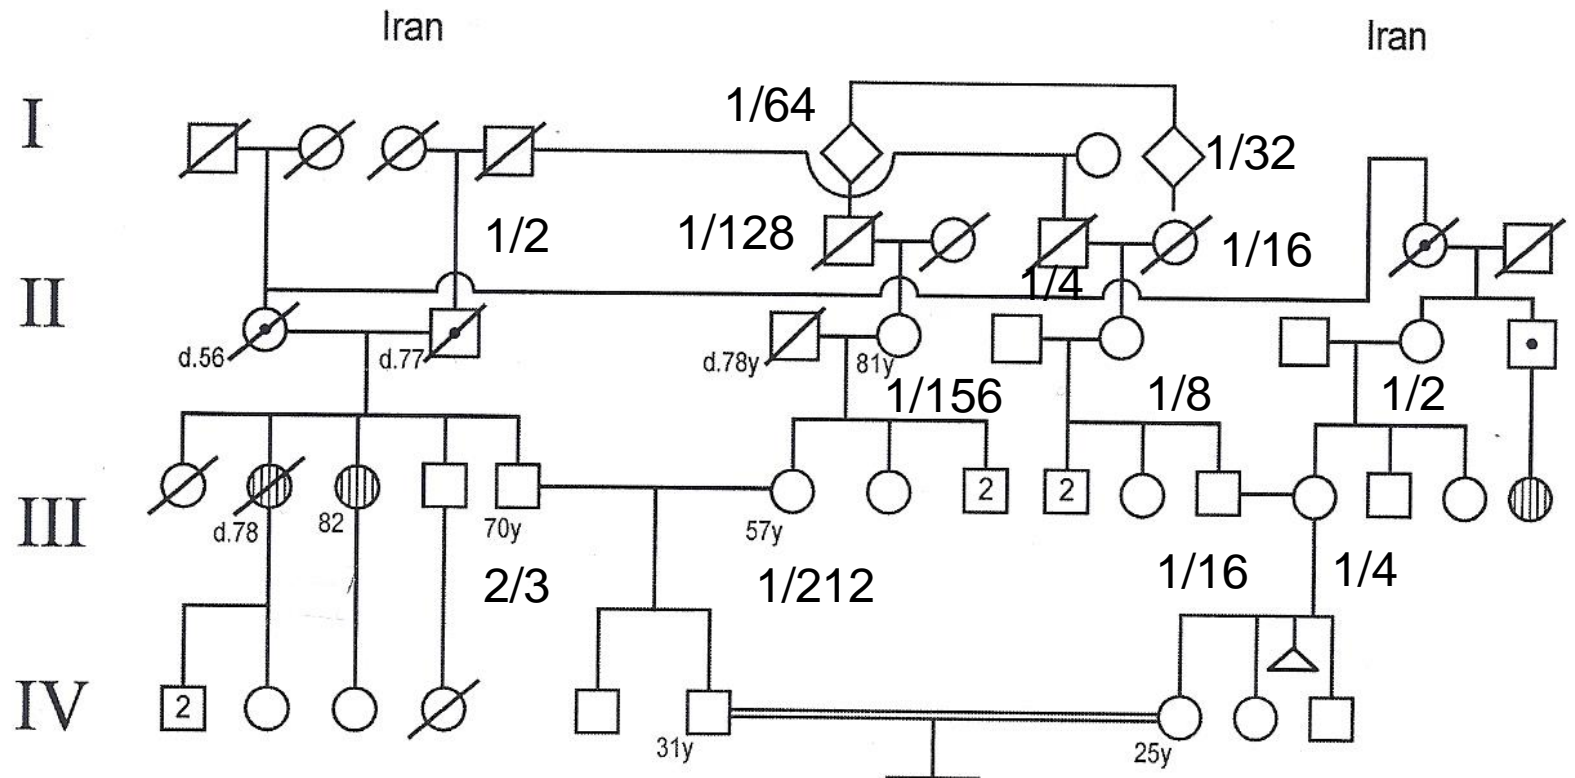 Iran
Iran
I
1/64
1/32
1/2
1/128
1/16
1/4
II
d.56
d.77
d.78y
81y
1/156
1/8
1/2
2
2
III
d.78
82
70y
57y
2/3
1/212
1/16
1/4
IV
2
31y
25y